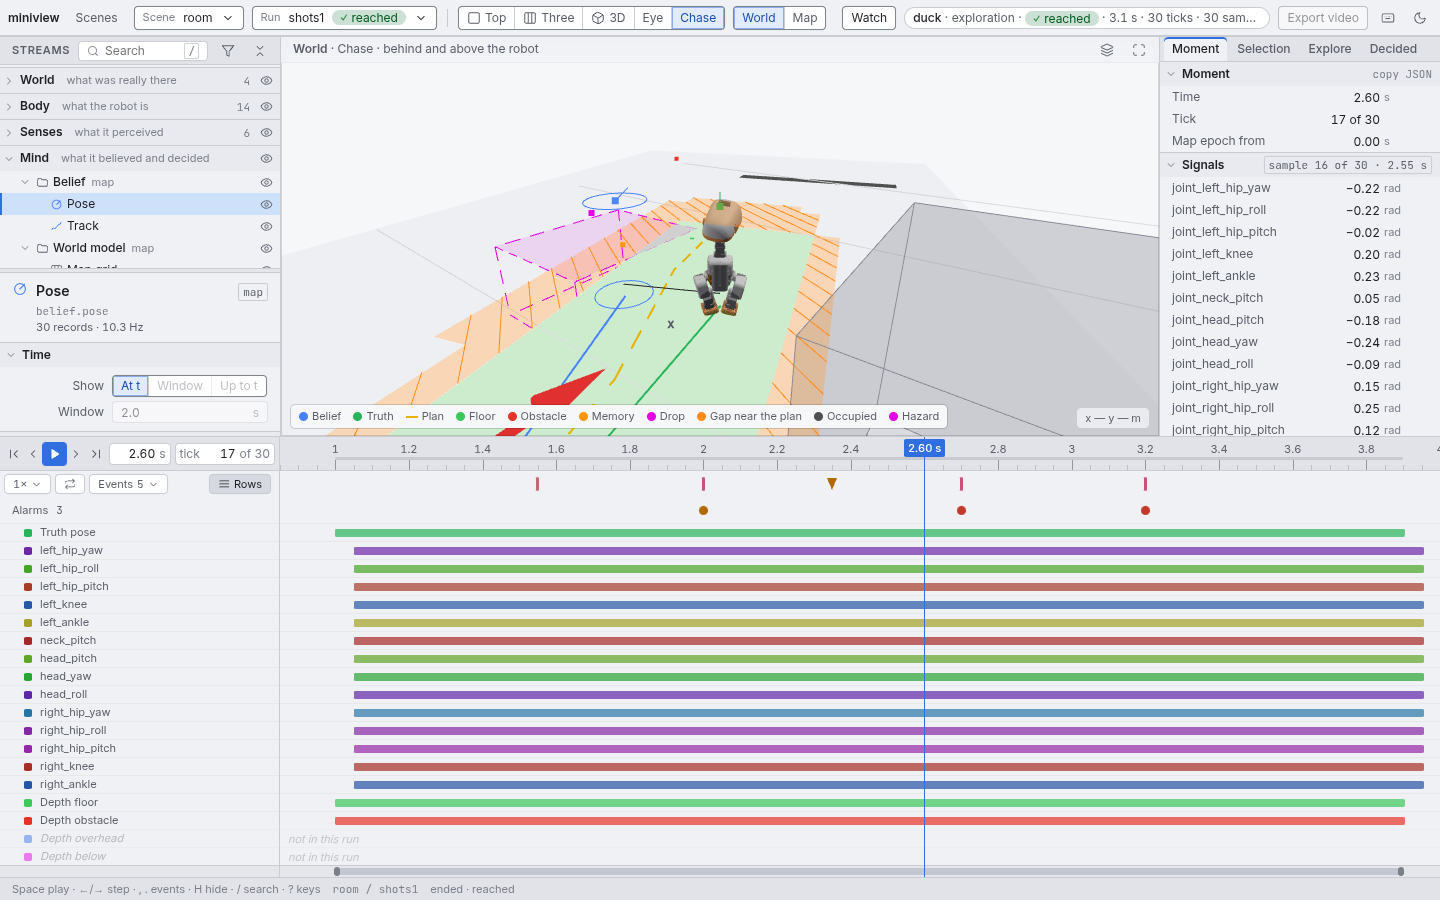 miniview Scenes Scene room Run shots1 ✓ reached Top Three 3D Eye Chase World Map Watch duck · exploration · ✓ reached · 3.1 s · 30 ticks · 30 sam... Export video
STREAMS Search /
World what was really there 4
Body what the robot is 14
Senses what it perceived 6
Mind what it believed and decided
Belief map
Pose
Track
World model map
Pose map
belief.pose
30 records · 10.3 Hz
Time
Show At t Window Up to t
Window 2.0 s
World · Chase · behind and above the robot
x
Belief Truth Plan Floor Obstacle Memory Drop Gap near the plan Occupied Hazard
x — y — m
Moment Selection Explore Decided
Moment copy JSON
Time 2.60 s
Tick 17 of 30
Map epoch from 0.00 s
Signals sample 16 of 30 · 2.55 s
joint_left_hip_yaw −0.22 rad
joint_left_hip_roll −0.22 rad
joint_left_hip_pitch −0.02 rad
joint_left_knee 0.20 rad
joint_left_ankle 0.23 rad
joint_neck_pitch 0.05 rad
joint_head_pitch −0.18 rad
joint_head_yaw −0.24 rad
joint_head_roll −0.09 rad
joint_right_hip_yaw 0.15 rad
joint_right_hip_roll 0.25 rad
joint_right_hip_pitch 0.12 rad
2.60 s tick 17 of 30
1 1.2 1.4 1.6 1.8 2 2.2 2.4 2.60 s 2.8 3 3.2 3.4 3.6 3.8
1× Events 5 Rows
Alarms 3
Truth pose
left_hip_yaw
left_hip_roll
left_hip_pitch
left_knee
left_ankle
neck_pitch
head_pitch
head_yaw
head_roll
right_hip_yaw
right_hip_roll
right_hip_pitch
right_knee
right_ankle
Depth floor
Depth obstacle
Depth overhead not in this run
Depth below not in this run
Space play · ←/→ step · , . events · H hide · / search · ? keys room / shots1 ended · reached